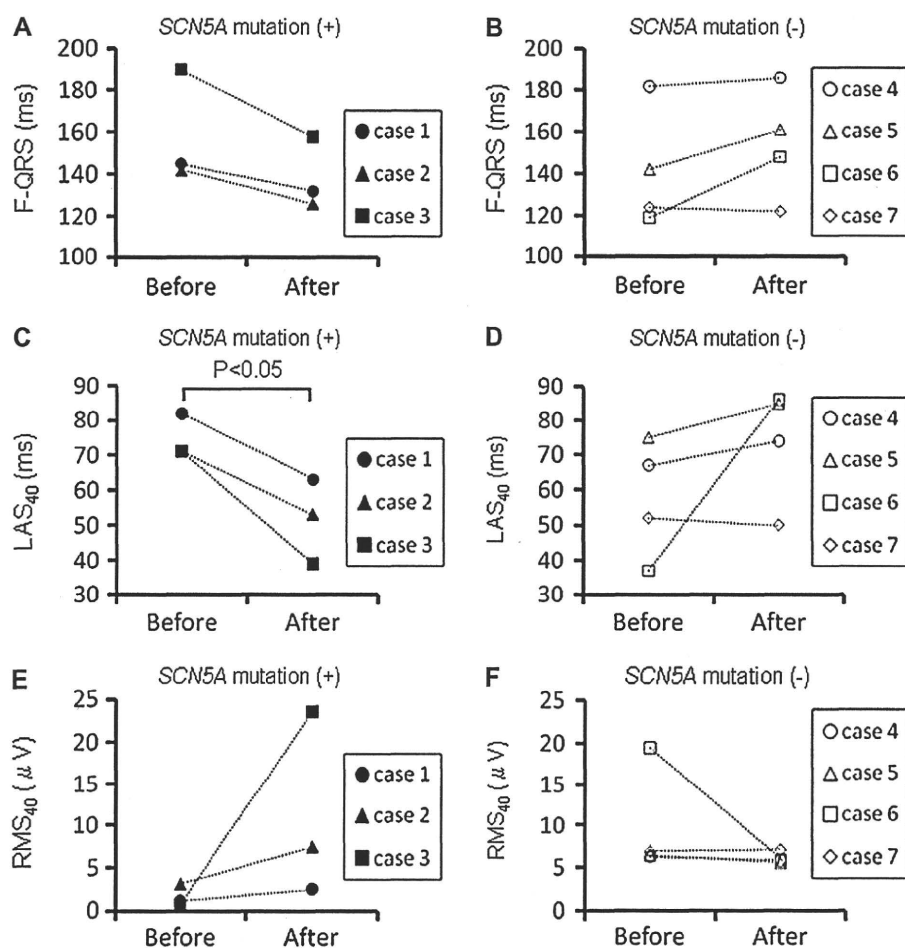 A SCN5A mutation (+)
F-QRS (ms)
200
180
160
140
120
100
Before After
case 1
case 2
case 3
B SCN5A mutation (-)
F-QRS (ms)
200
180
160
140
120
100
Before After
case 4
case 5
case 6
case 7
C SCN5A mutation (+)
P<0.05
LAS40 (ms)
90
80
70
60
50
40
30
Before After
case 1
case 2
case 3
D SCN5A mutation (-)
LAS40 (ms)
90
80
70
60
50
40
30
Before After
case 4
case 5
case 6
case 7
E SCN5A mutation (+)
RMS40 (μV)
25
20
15
10
5
0
Before After
case 1
case 2
case 3
F SCN5A mutation (-)
RMS40 (μV)
25
20
15
10
5
0
Before After
case 4
case 5
case 6
case 7